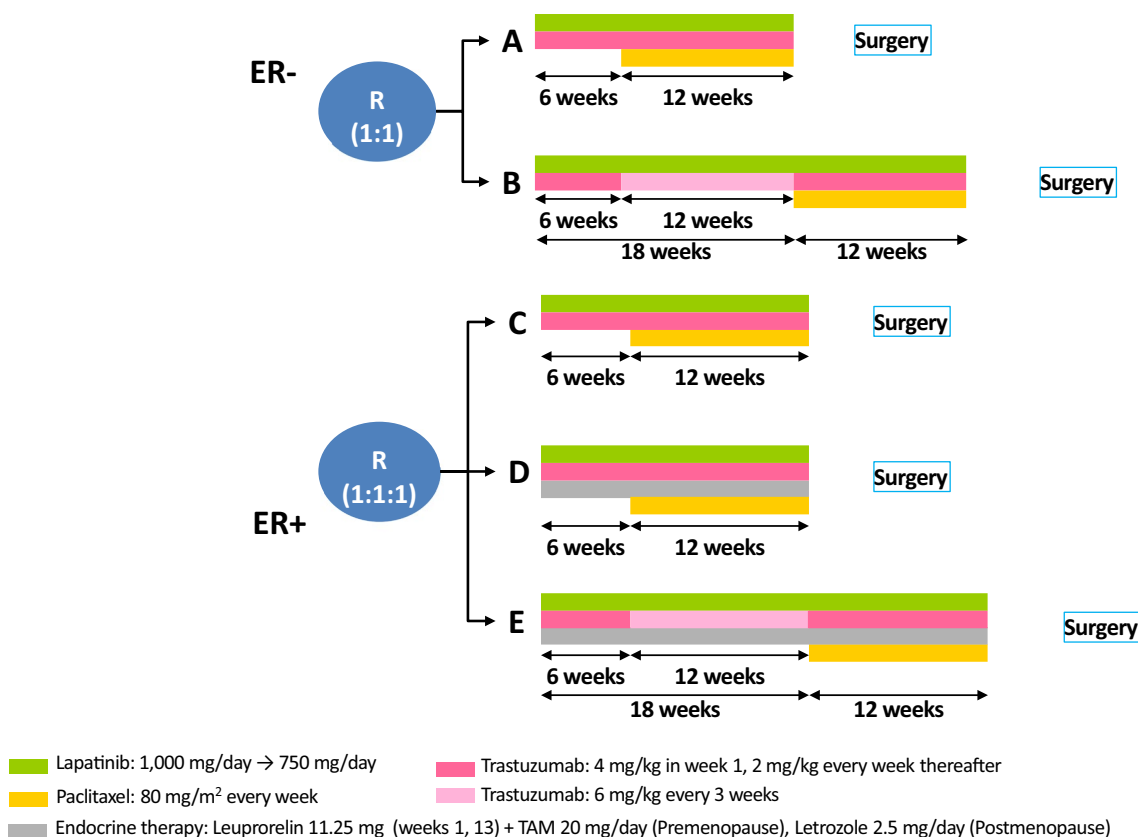 A
Surgery
ER-
R
(1:1)
6 weeks 12 weeks
B
Surgery
6 weeks 12 weeks
18 weeks 12 weeks
C
Surgery
6 weeks 12 weeks
R
(1:1:1)
ER+
D
Surgery
6 weeks 12 weeks
E
Surgery
6 weeks 12 weeks
18 weeks 12 weeks
Lapatinib: 1,000 mg/day → 750 mg/day
Trastuzumab: 4 mg/kg in week 1, 2 mg/kg every week thereafter
Paclitaxel: 80 mg/m² every week
Trastuzumab: 6 mg/kg every 3 weeks
Endocrine therapy: Leuprorelin 11.25 mg (weeks 1, 13) + TAM 20 mg/day (Premenopause), Letrozole 2.5 mg/day (Postmenopause)